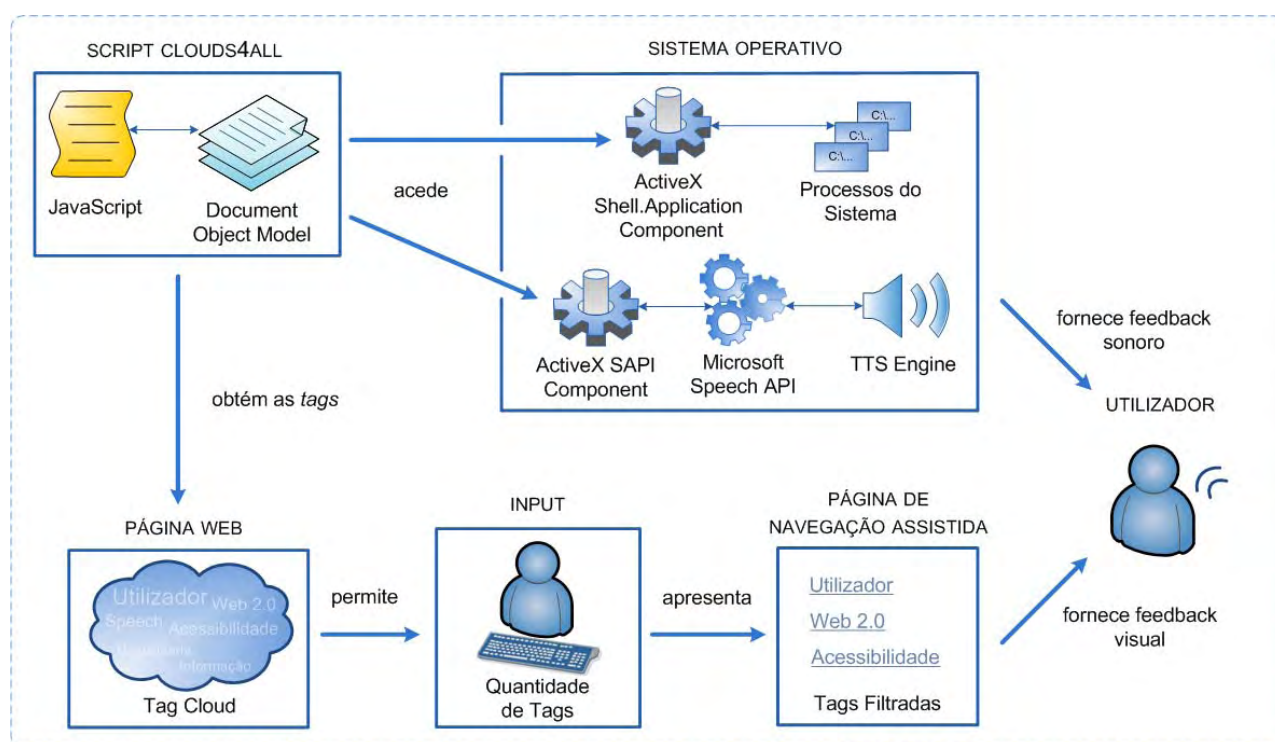 SCRIPT CLOUDS4ALL
SISTEMA OPERATIVO
JavaScript
Document
Object Model
acede
ActiveX
Shell.Application
Component
C:\...
C:\...
C:\...
Processos do
Sistema
ActiveX SAPI
Component
Microsoft
Speech API
TTS Engine
fornece feedback
sonoro
UTILIZADOR
obtém as tags
PÁGINA WEB
Utilizador
Web 2.0
Speech
Acessibilidade
Informação
Tag Cloud
permite
INPUT
Quantidade
de Tags
apresenta
PÁGINA DE
NAVEGAÇÃO ASSISTIDA
Utilizador
Web 2.0
Acessibilidade
Tags Filtradas
fornece feedback
visual